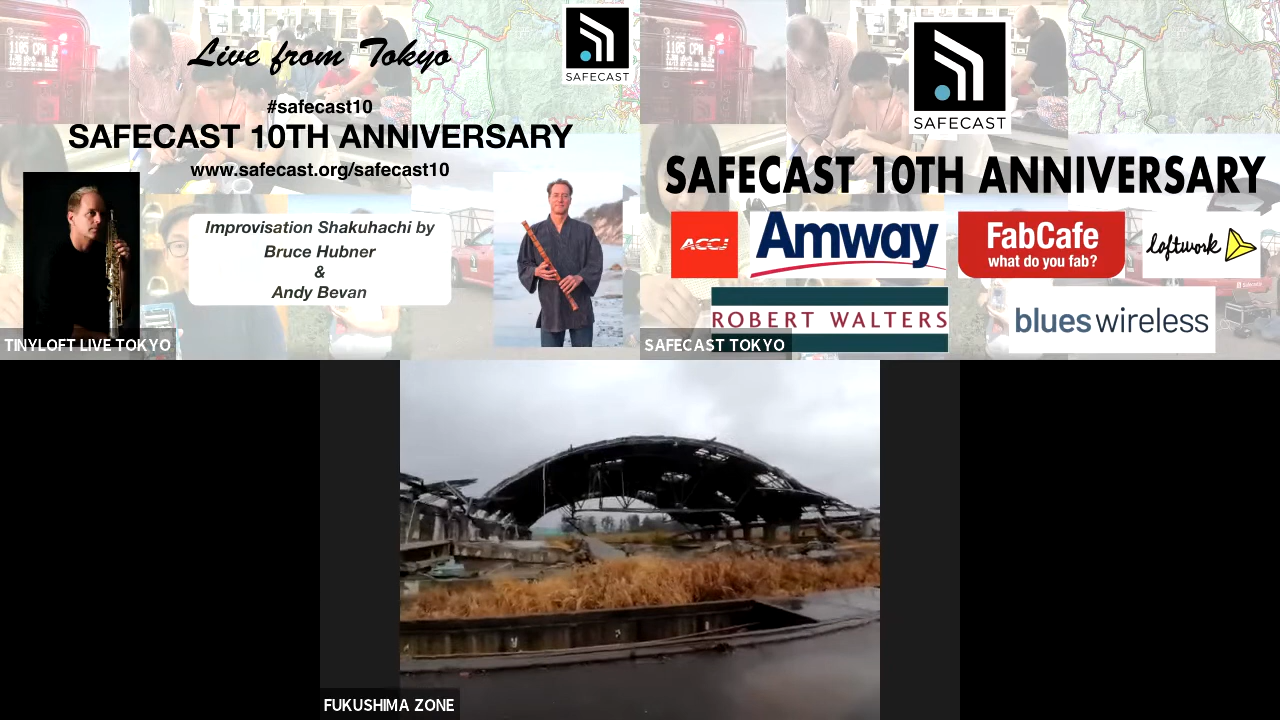 Live from Tokyo
SAFECAST
#safecast10
SAFECAST 10TH ANNIVERSARY
www.safecast.org/safecast10
Improvisation Shakuhachi by
Bruce Hubner
&
Andy Bevan
TINYLOFT LIVE TOKYO
SAFECAST
SAFECAST 10TH ANNIVERSARY
ACCJ
Amway
FabCafe
what do you fab?
loftwork
ROBERT WALTERS
blues wireless
SAFECAST TOKYO
FUKUSHIMA ZONE